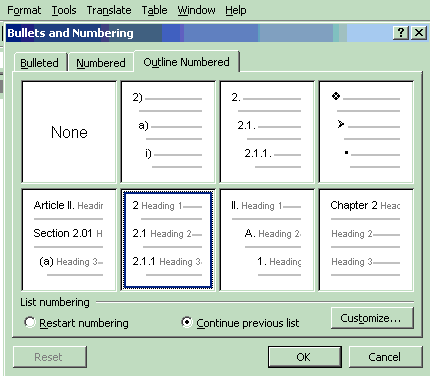 Format Tools Translate Table Window Help
Bullets and Numbering
Bulleted Numbered Outline Numbered
None
2)
a)
i)
2.
2.1.
2.1.1.
Article II. Headin
Section 2.01 H
(a) Heading 3
2 Heading 1
2.1 Heading 2
2.1.1 Heading 3
II. Heading 1
A. Heading 2
1. Heading
Chapter 2 Head
Heading 2
Heading 3
List numbering
Restart numbering Continue previous list Customize...
Reset OK Cancel